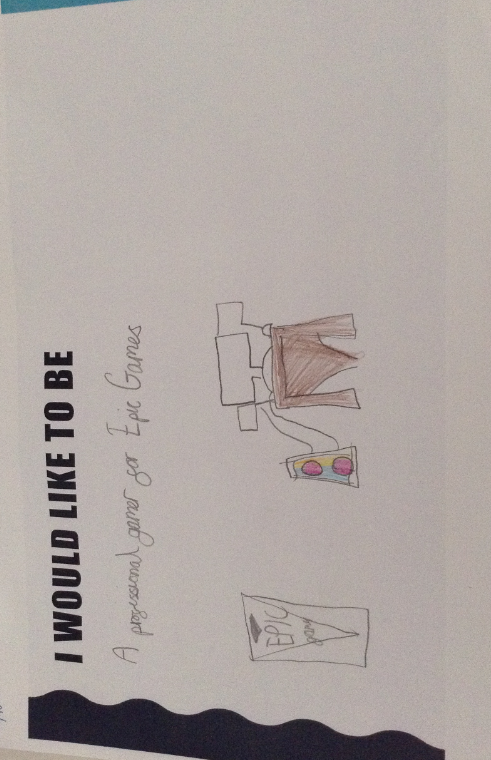 I WOULD LIKE TO BE
A professional gamer for Epic Games
EPIC